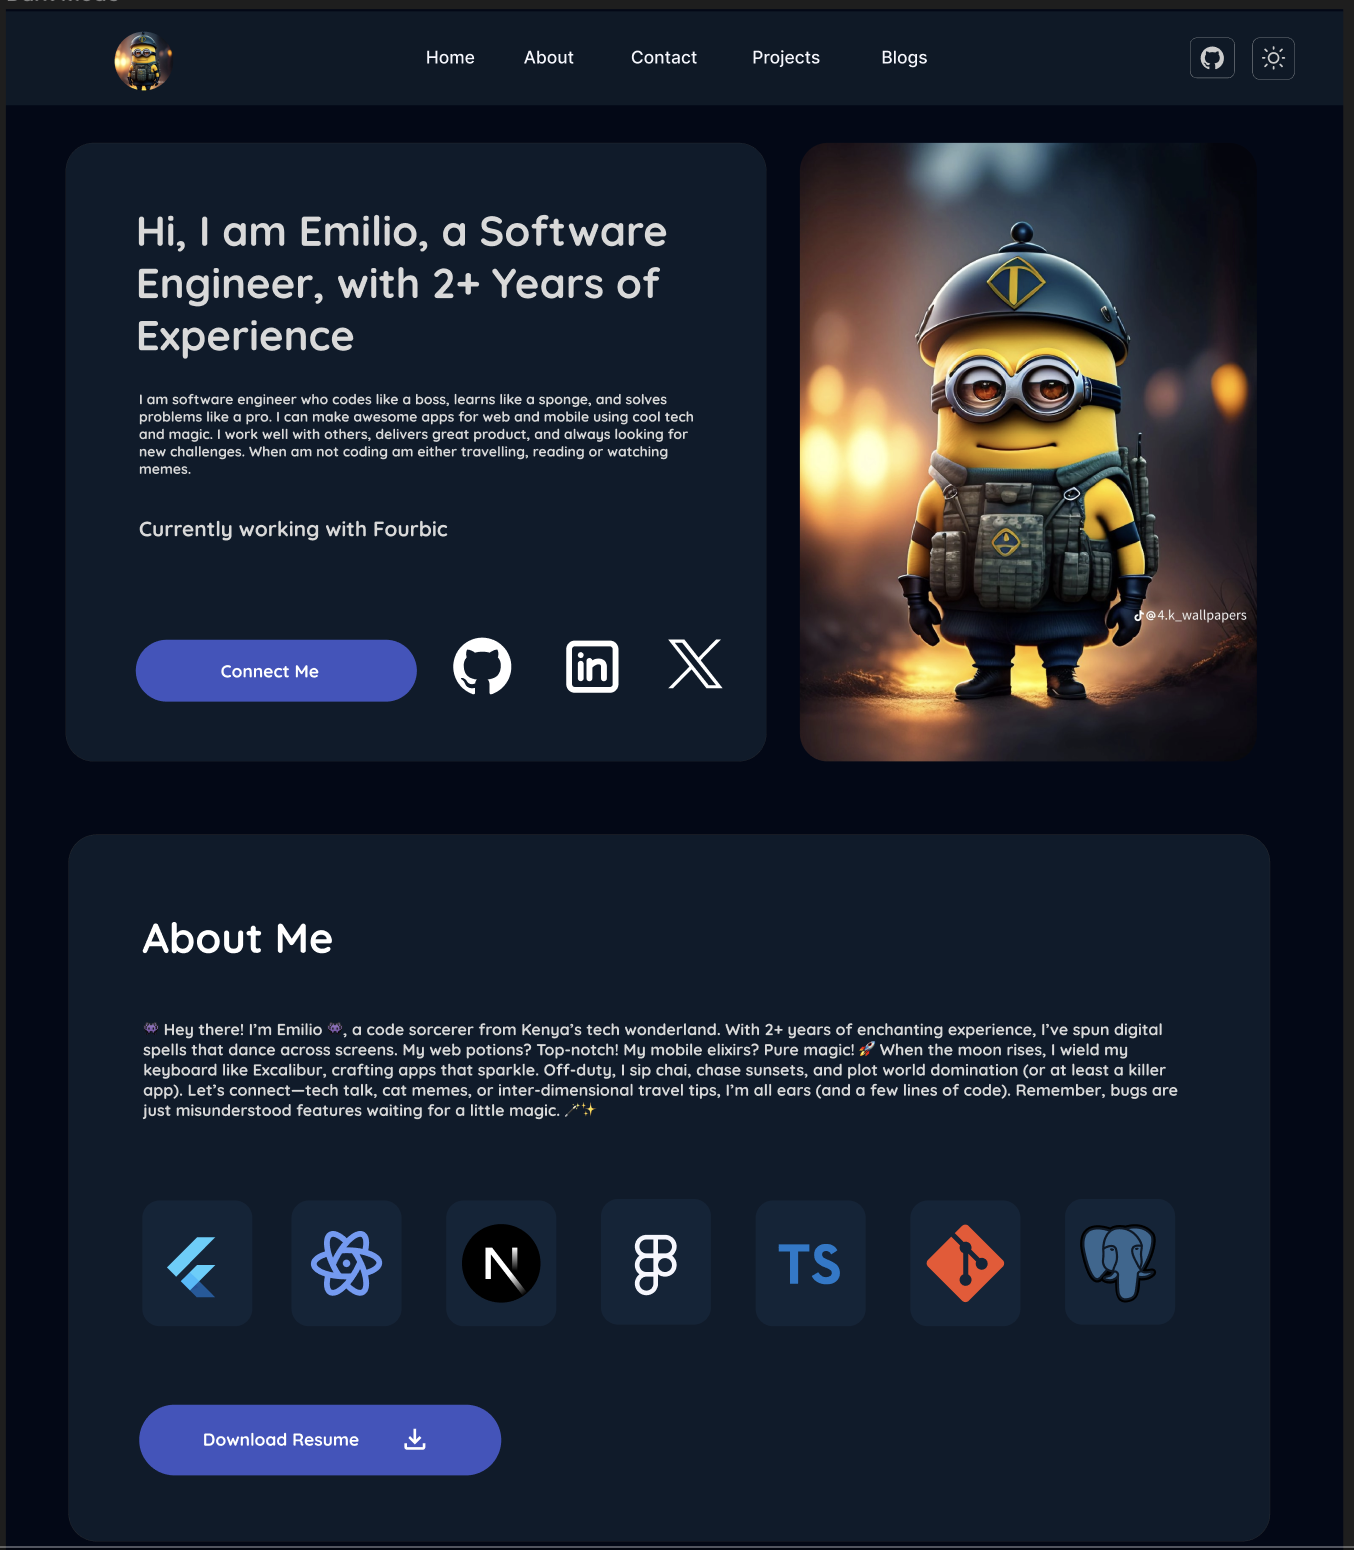 Dark Mode
Home About Contact Projects Blogs
Hi, I am Emilio, a Software
Engineer, with 2+ Years of
Experience
I am software engineer who codes like a boss, learns like a sponge, and solves
problems like a pro. I can make awesome apps for web and mobile using cool tech
and magic. I work well with others, delivers great product, and always looking for
new challenges. When am not coding am either travelling, reading or watching
memes.
Currently working with Fourbic
Connect Me
in
@4.k_wallpapers
About Me
👾 Hey there! I’m Emilio 👾, a code sorcerer from Kenya’s tech wonderland. With 2+ years of enchanting experience, I’ve spun digital
spells that dance across screens. My web potions? Top-notch! My mobile elixirs? Pure magic! 🚀 When the moon rises, I wield my
keyboard like Excalibur, crafting apps that sparkle. Off-duty, I sip chai, chase sunsets, and plot world domination (or at least a killer
app). Let’s connect—tech talk, cat memes, or inter-dimensional travel tips, I’m all ears (and a few lines of code). Remember, bugs are
just misunderstood features waiting for a little magic. 🪄✨
N TS
Download Resume